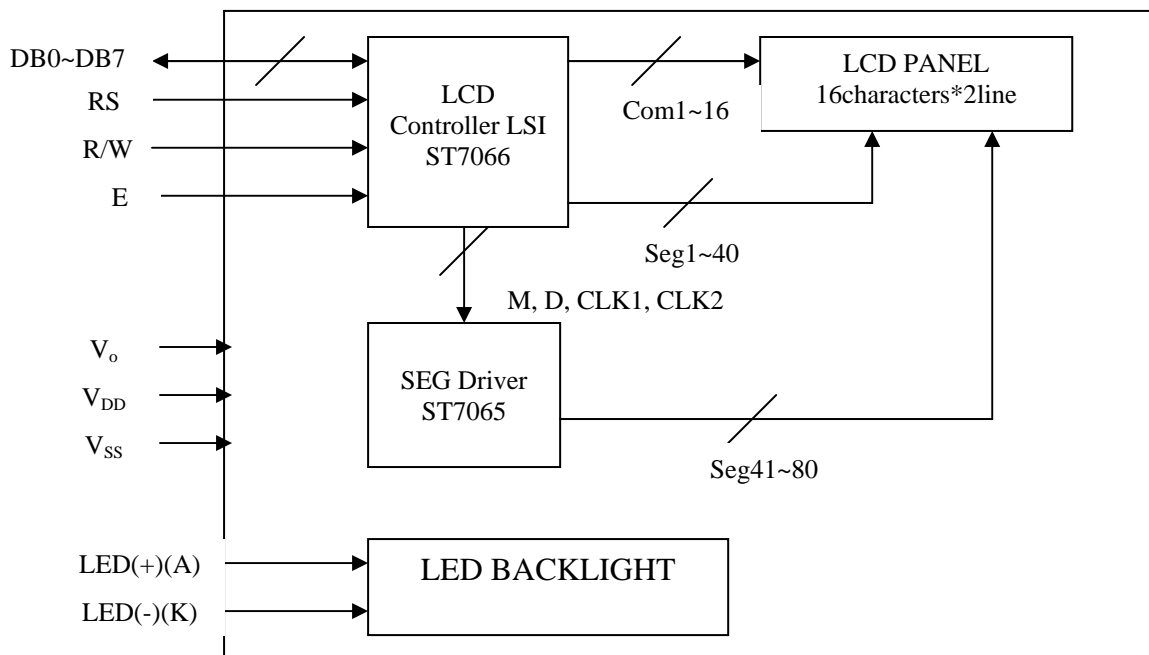 DB0~DB7
RS
R/W
E
LCD
Controller LSI
ST7066
Com1~16
LCD PANEL
16characters*2line
Seg1~40
M, D, CLK1, CLK2
Vo
VDD
VSS
SEG Driver
ST7065
Seg41~80
LED(+)(A)
LED(-)(K)
LED BACKLIGHT